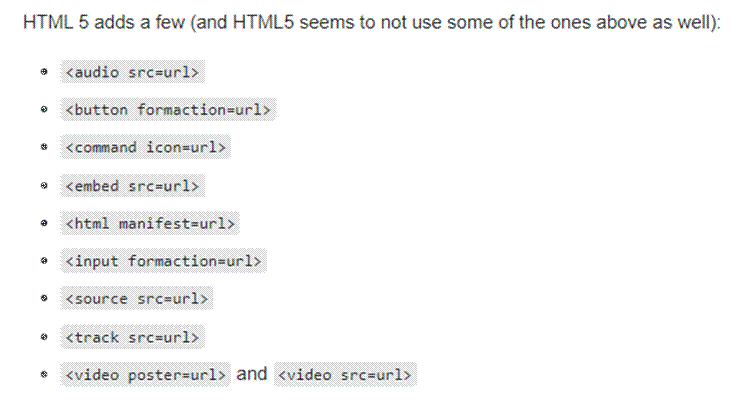 HTML 5 adds a few (and HTML5 seems to not use some of the ones above as well):
<audio src=url>
<button formaction=url>
<command icon=url>
<embed src=url>
<html manifest=url>
<input formaction=url>
<source src=url>
<track src=url>
<video poster=url> and <video src=url>